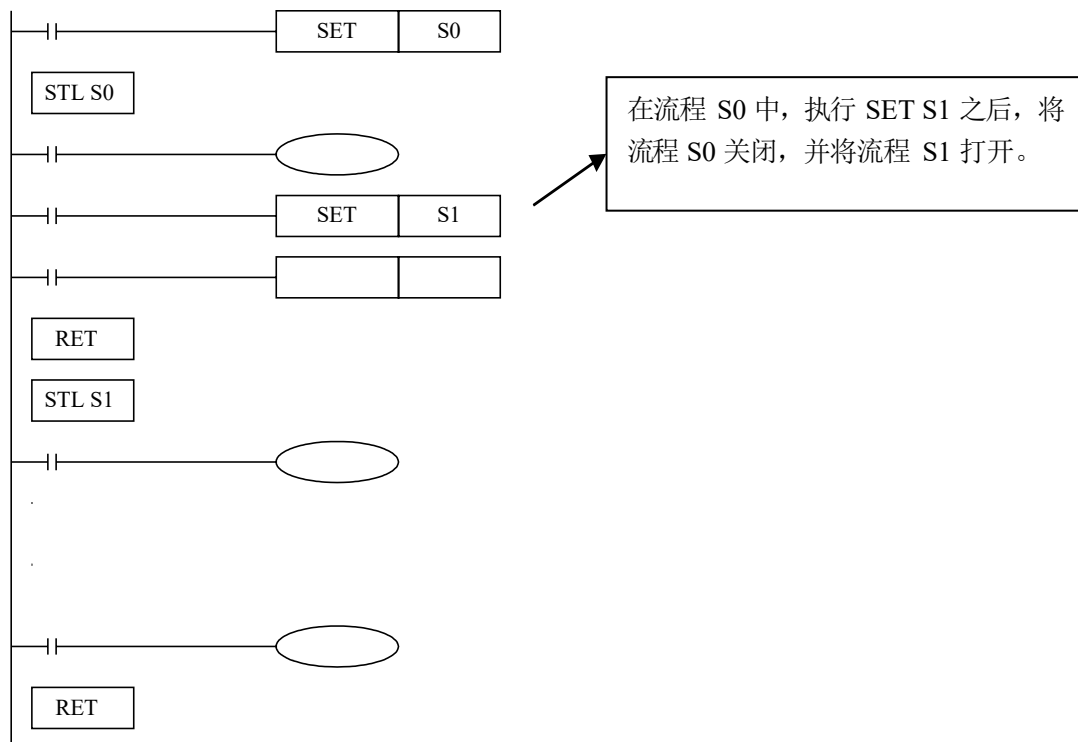 SET S0
STL S0
在流程 S0 中，执行 SET S1 之后，将
流程 S0 关闭，并将流程 S1 打开。
SET S1
RET
STL S1
.
.
RET